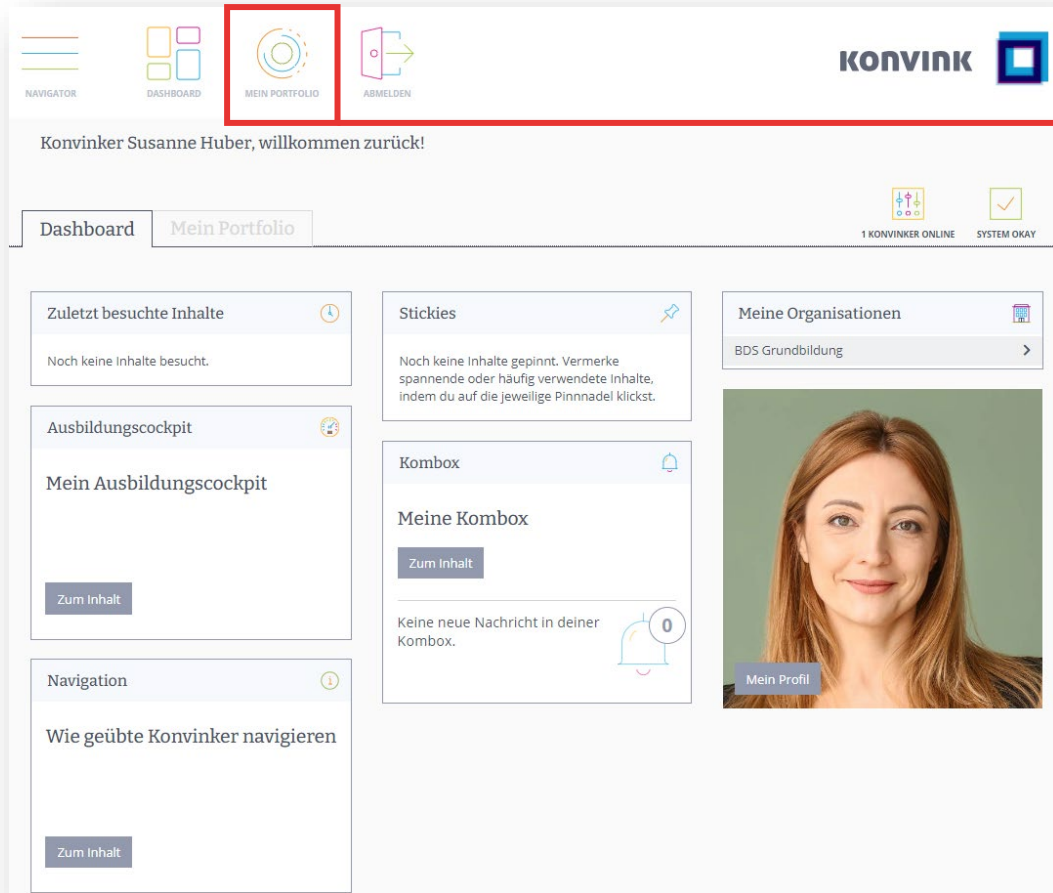 NAVIGATOR
DASHBOARD
MEIN PORTFOLIO
ABMELDEN
KONVINK
Konvinker Susanne Huber, willkommen zurück!
Dashboard
Mein Portfolio
1 KONVINKER ONLINE
SYSTEM OKAY
Zuletzt besuchte Inhalte
Noch keine Inhalte besucht.
Ausbildungscockpit
Mein Ausbildungscockpit
Zum Inhalt
Navigation
Wie geübte Konvinker navigieren
Zum Inhalt
Stickies
Noch keine Inhalte gepinnt. Vermerke
spannende oder häufig verwendete Inhalte,
indem du auf die jeweilige Pinnnadel klickst.
Kombox
Meine Kombox
Zum Inhalt
Keine neue Nachricht in deiner
Kombox.
0
Meine Organisationen
BDS Grundbildung
Mein Profil